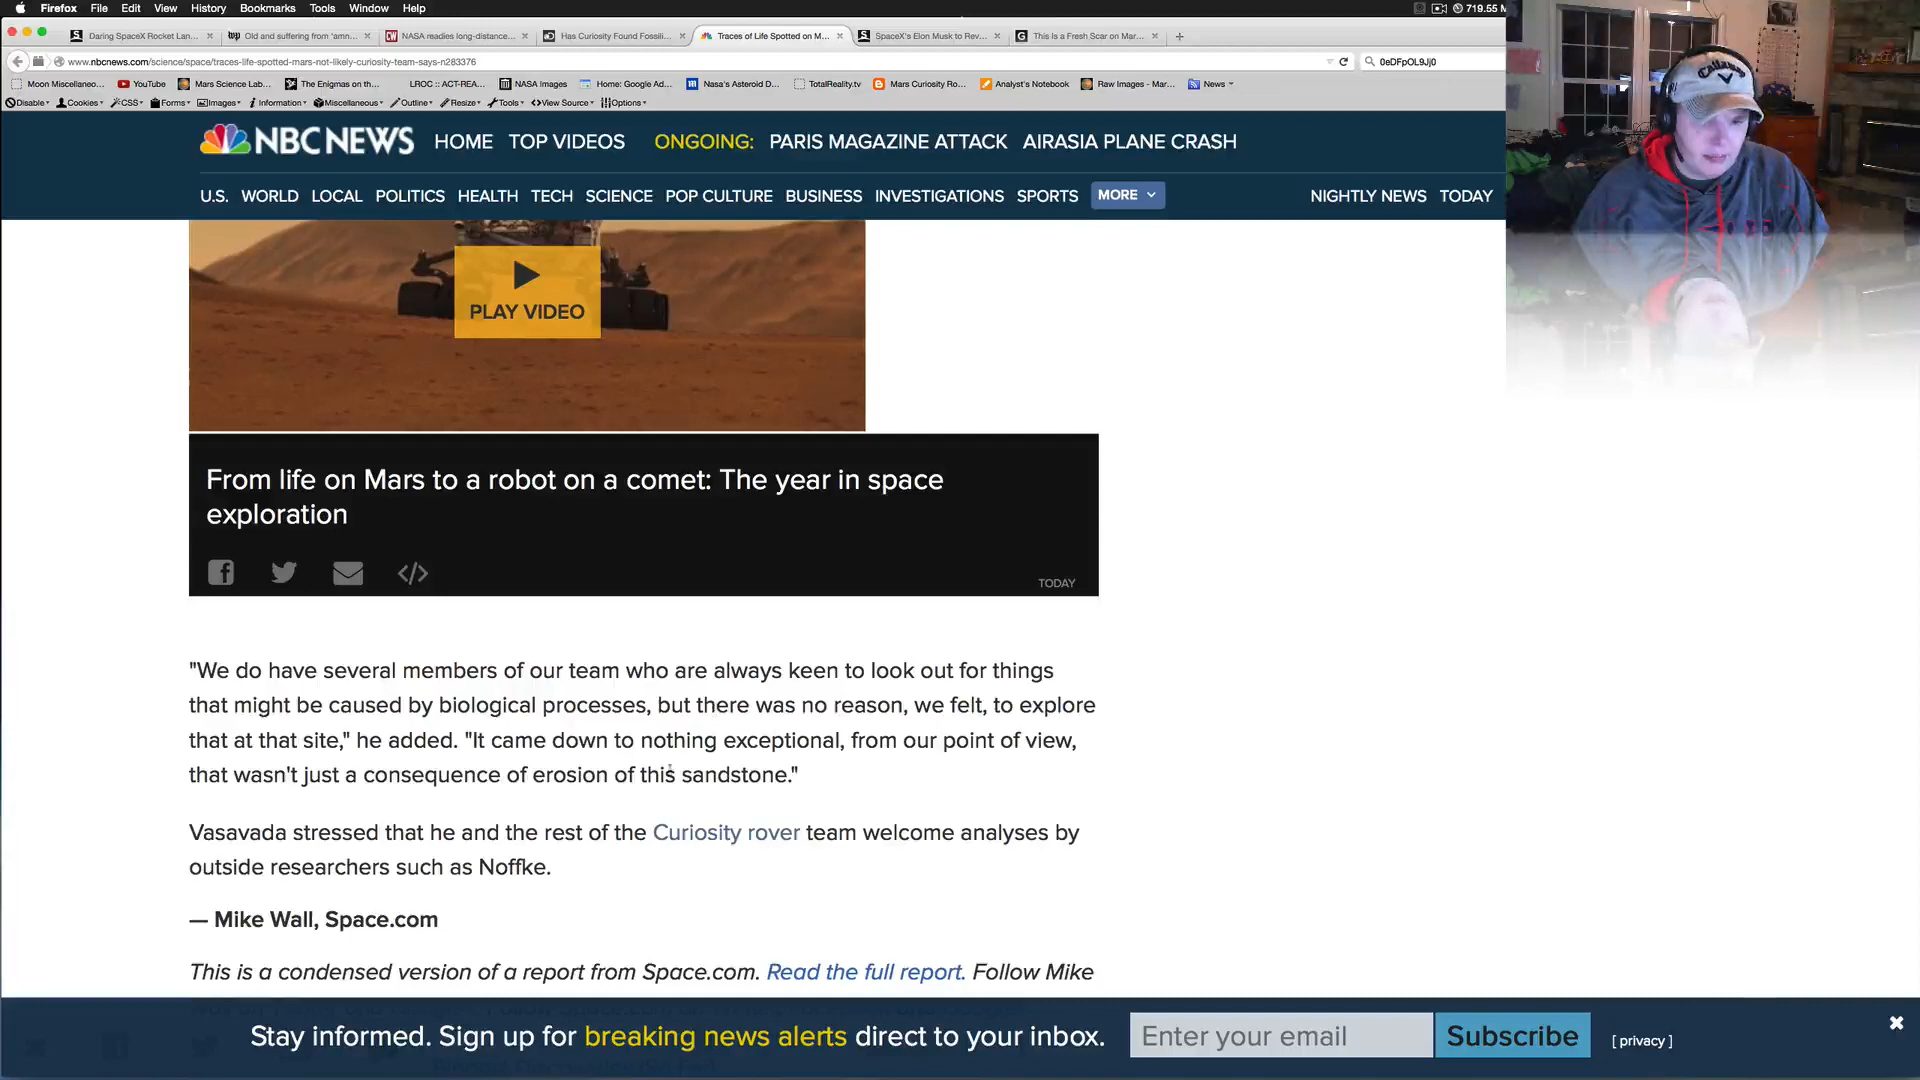 Firefox File Edit View History Bookmarks Tools Window Help 719.55 M
Daring SpaceX Rocket Lan... Old and suffering from 'amn... NASA readies long-distance... Has Curiosity Found Fossili... Traces of Life Spotted on M... SpaceX's Elon Musk to Rev... This Is a Fresh Scar on Mar...
www.nbcnews.com/science/space/traces-life-spotted-mars-not-likely-curiosity-team-says-n283376 0eDFpOL9Jj0
Moon Miscellaneo... YouTube Mars Science Lab... The Enigmas on th... LROC :: ACT-REA... NASA Images Home: Google Ad... Nasa's Asteroid D... TotalReality.tv Mars Curiosity Ro... Analyst's Notebook Raw Images - Mar... News
Disable Cookies CSS Forms Images Information Miscellaneous Outline Resize Tools View Source Options
NBC NEWS HOME TOP VIDEOS ONGOING: PARIS MAGAZINE ATTACK AIRASIA PLANE CRASH
U.S. WORLD LOCAL POLITICS HEALTH TECH SCIENCE POP CULTURE BUSINESS INVESTIGATIONS SPORTS MORE NIGHTLY NEWS TODAY
Callaway
PLAY VIDEO
From life on Mars to a robot on a comet: The year in space
exploration
TODAY
"We do have several members of our team who are always keen to look out for things
that might be caused by biological processes, but there was no reason, we felt, to explore
that at that site," he added. "It came down to nothing exceptional, from our point of view,
that wasn't just a consequence of erosion of this sandstone."
Vasavada stressed that he and the rest of the Curiosity rover team welcome analyses by
outside researchers such as Noffke.
— Mike Wall, Space.com
This is a condensed version of a report from Space.com. Read the full report. Follow Mike
Stay informed. Sign up for breaking news alerts direct to your inbox. Enter your email Subscribe [ privacy ]